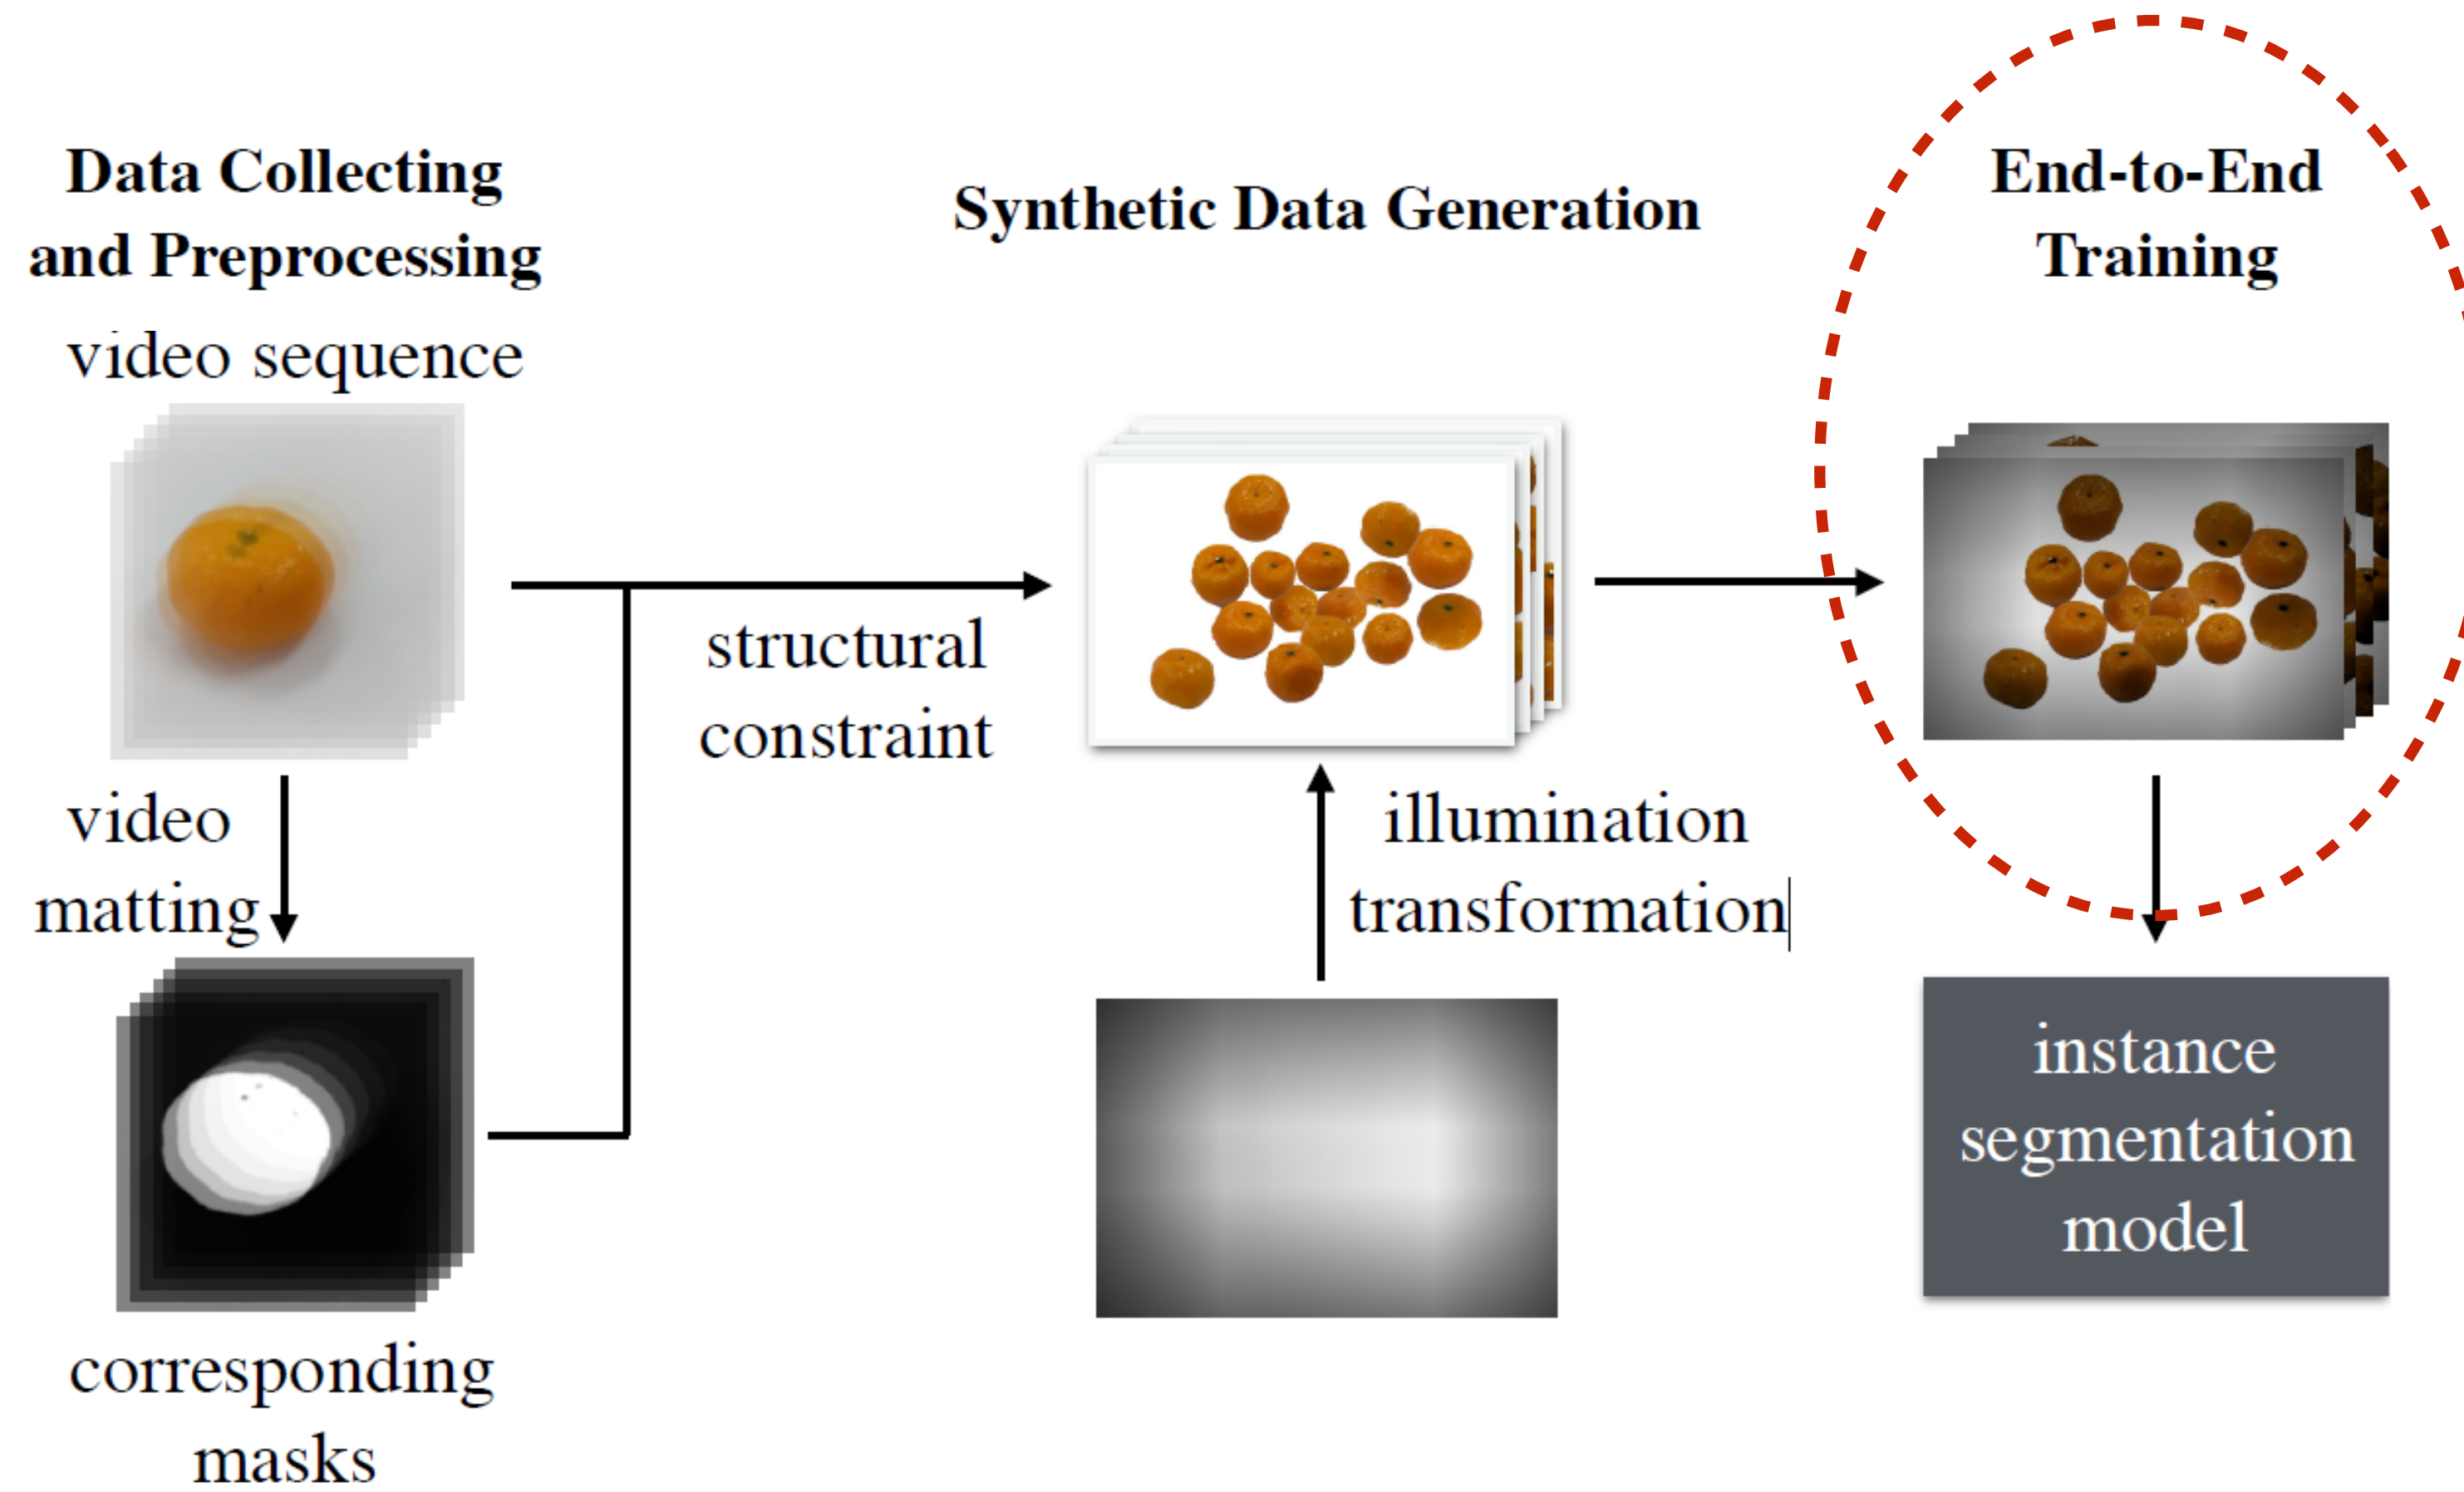 Data Collecting
and Preprocessing
video sequence
video
matting
corresponding
masks
Synthetic Data Generation
structural
constraint
illumination
transformation
End-to-End
Training
instance
segmentation
model